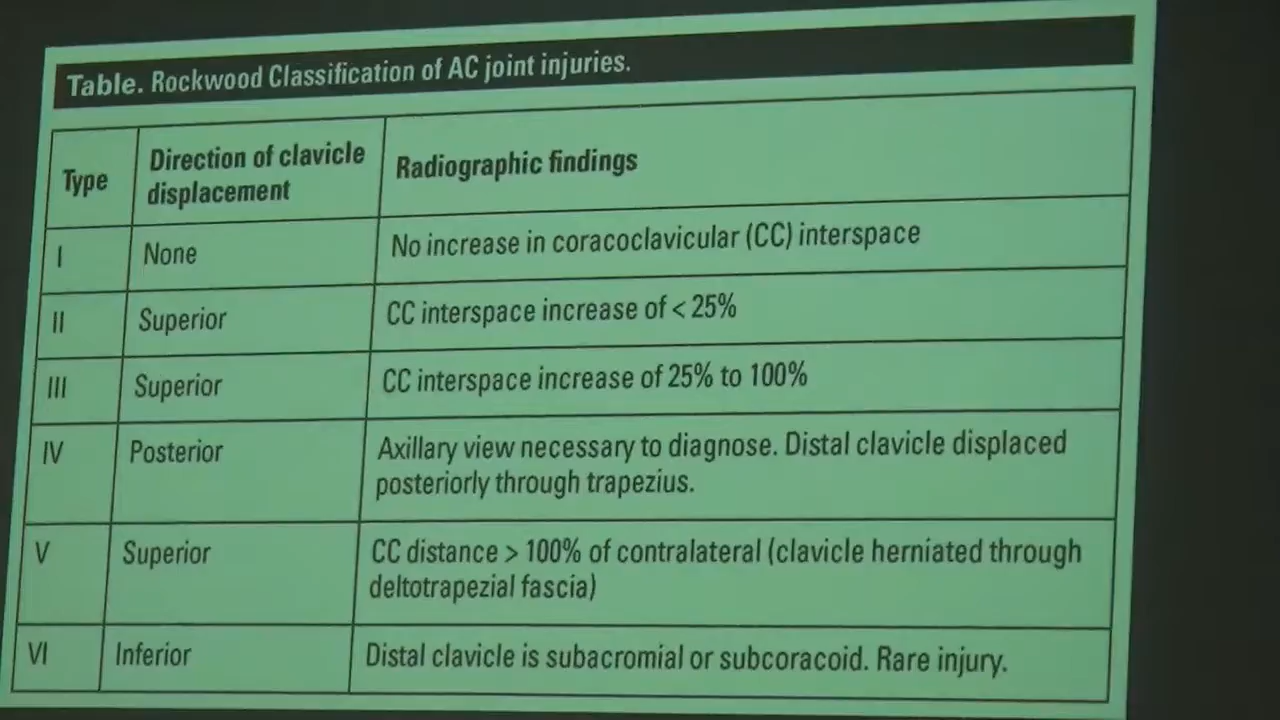 Table. Rockwood Classification of AC joint injuries.
Type
Direction of clavicle
displacement
Radiographic findings
I
None
No increase in coracoclavicular (CC) interspace
II
Superior
CC interspace increase of < 25%
III
Superior
CC interspace increase of 25% to 100%
IV
Posterior
Axillary view necessary to diagnose. Distal clavicle displaced
posteriorly through trapezius.
V
Superior
CC distance > 100% of contralateral (clavicle herniated through
deltotrapezial fascia)
VI
Inferior
Distal clavicle is subacromial or subcoracoid. Rare injury.